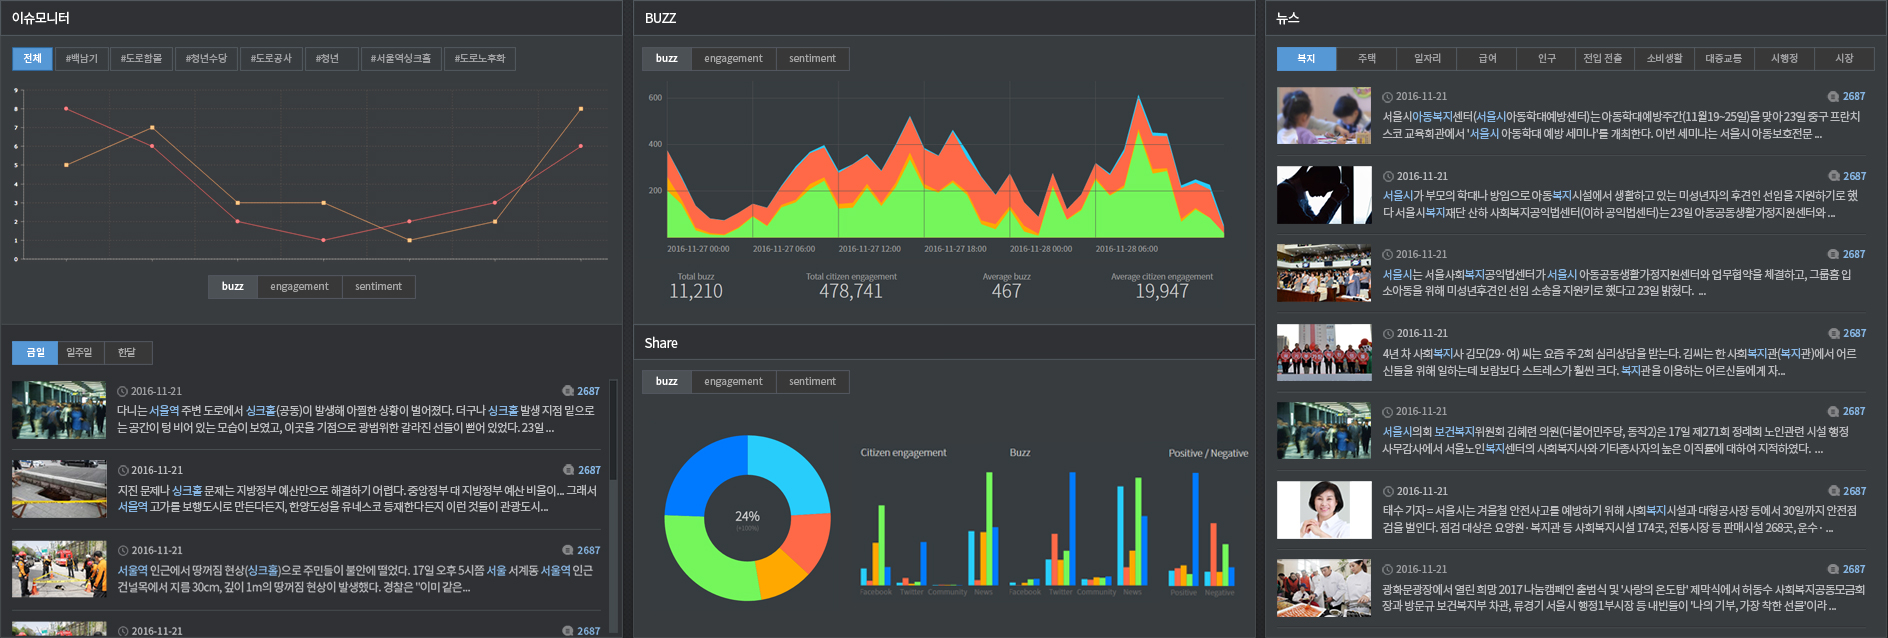 이슈모니터
전체 #백남기 #도로함몰 #청년수당 #도로공사 #청년 #서울역싱크홀 #도로노후화
9
8
7
6
5
4
3
2
1
0
buzz engagement sentiment
금일 일주일 한달
2016-11-21 2687
다니는 서울역 주변 도로에서 싱크홀(공동)이 발생해 아찔한 상황이 벌어졌다. 더구나 싱크홀 발생 지점 밑으로
는 공간이 텅 비어 있는 모습이 보였고, 이곳을 기점으로 광범위한 갈라진 선들이 뻗어 있었다. 23일 ...
2016-11-21 2687
지진 문제나 싱크홀 문제는 지방정부 예산만으로 해결하기 어렵다. 중앙정부 대 지방정부 예산 비율이... 그래서
서울역 고가를 보행도시로 만든다든지, 한양도성을 유네스코 등재한다든지 이런 것들이 관광도시...
2016-11-21 2687
서울역 인근에서 땅꺼짐 현상(싱크홀)으로 주민들이 불안에 떨었다. 17일 오후 5시쯤 서울 서계동 서울역 인근
건널목에서 지름 30cm, 깊이 1m의 땅꺼짐 현상이 발생했다. 경찰은 "이미 같은...
2016-11-21 2687
BUZZ
buzz engagement sentiment
600
400
200
2016-11-27 00:00 2016-11-27 06:00 2016-11-27 12:00 2016-11-27 18:00 2016-11-28 00:00 2016-11-28 06:00
Total buzz Total citizen engagement Average buzz Average citizen engagement
11,210 478,741 467 19,947
Share
buzz engagement sentiment
24%
(+100%)
Citizen engagement Buzz Positive / Negative
Facebook Twitter Community News Facebook Twitter Community News Positive Negative
뉴스
복지 주택 일자리 급여 인구 전입 전출 소비생활 대중교통 시행정 시장
2016-11-21 2687
서울시아동복지센터(서울시아동학대예방센터)는 아동학대예방주간(11월19~25일)을 맞아 23일 중구 프란치
스코 교육회관에서 '서울시 아동학대 예방 세미나'를 개최한다. 이번 세미나는 서울시 아동보호전문 ...
2016-11-21 2687
서울시가 부모의 학대나 방임으로 아동복지시설에서 생활하고 있는 미성년자의 후견인 선임을 지원하기로 했
다 서울시복지재단 산하 사회복지공익법센터(이하 공익법센터)는 23일 아동공동생활가정지원센터와 ...
2016-11-21 2687
서울시는 서울사회복지공익법센터가 서울시 아동공동생활가정지원센터와 업무협약을 체결하고, 그룹홈 입
소아동을 위해 미성년후견인 선임 소송을 지원키로 했다고 23일 밝혔다. ...
2016-11-21 2687
4년 차 사회복지사 김모(29·여) 씨는 요즘 주 2회 심리상담을 받는다. 김씨는 한 사회복지관(복지관)에서 어르
신들을 위해 일하는데 보람보다 스트레스가 훨씬 크다. 복지관을 이용하는 어르신들에게 자...
2016-11-21 2687
서울시의회 보건복지위원회 김혜련 의원(더불어민주당, 동작2)은 17일 제271회 정례회 노인관련 시설 행정
사무감사에서 서울노인복지센터의 사회복지사와 기타종사자의 높은 이직률에 대하여 지적하였다. ...
2016-11-21 2687
태수 기자 = 서울시는 겨울철 안전사고를 예방하기 위해 사회복지시설과 대형공사장 등에서 30일까지 안전점
검을 벌인다. 점검 대상은 요양원·복지관 등 사회복지시설 174곳, 전통시장 등 판매시설 268곳, 운수· ...
2016-11-21 2687
광화문광장에서 열린 희망 2017 나눔캠페인 출범식 및 '사랑의 온도탑' 제막식에서 허동수 사회복지공동모금회
장과 방문규 보건복지부 차관, 류경기 서울시 행정1부시장 등 내빈들이 '나의 기부, 가장 착한 선물'이라 ...